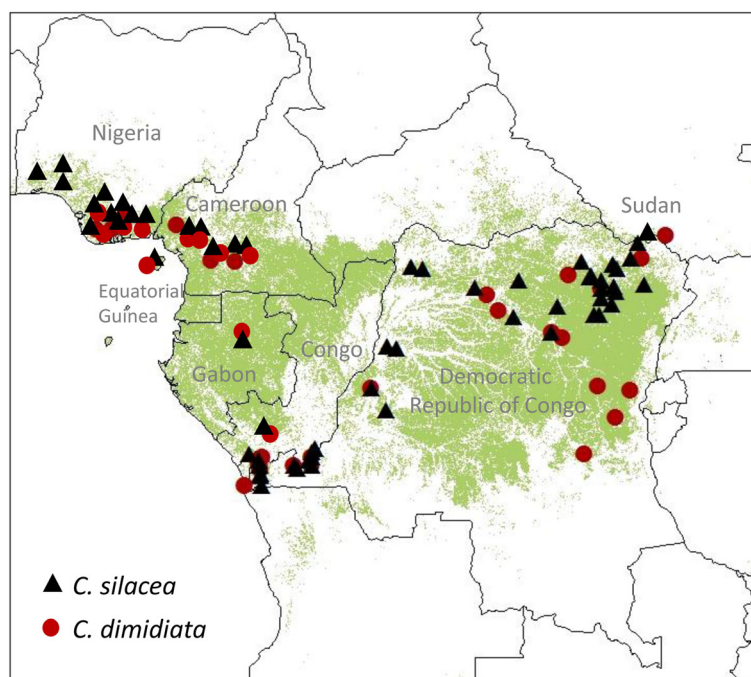 Nigeria
Cameroon
Sudan
Equatorial
Guinea
Congo
Gabon
Democratic
Republic of Congo
C. silacea
C. dimidiata